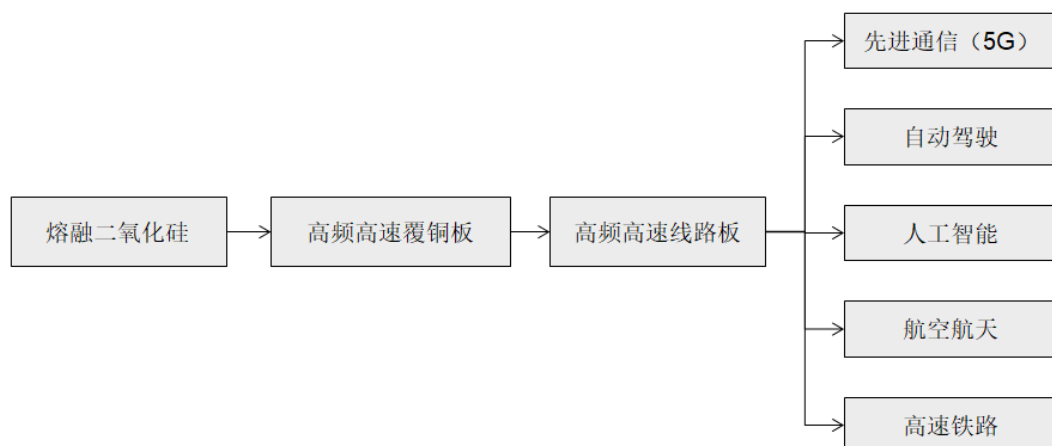 先进通信（5G）
自动驾驶
熔融二氧化硅
高频高速覆铜板
高频高速线路板
人工智能
航空航天
高速铁路